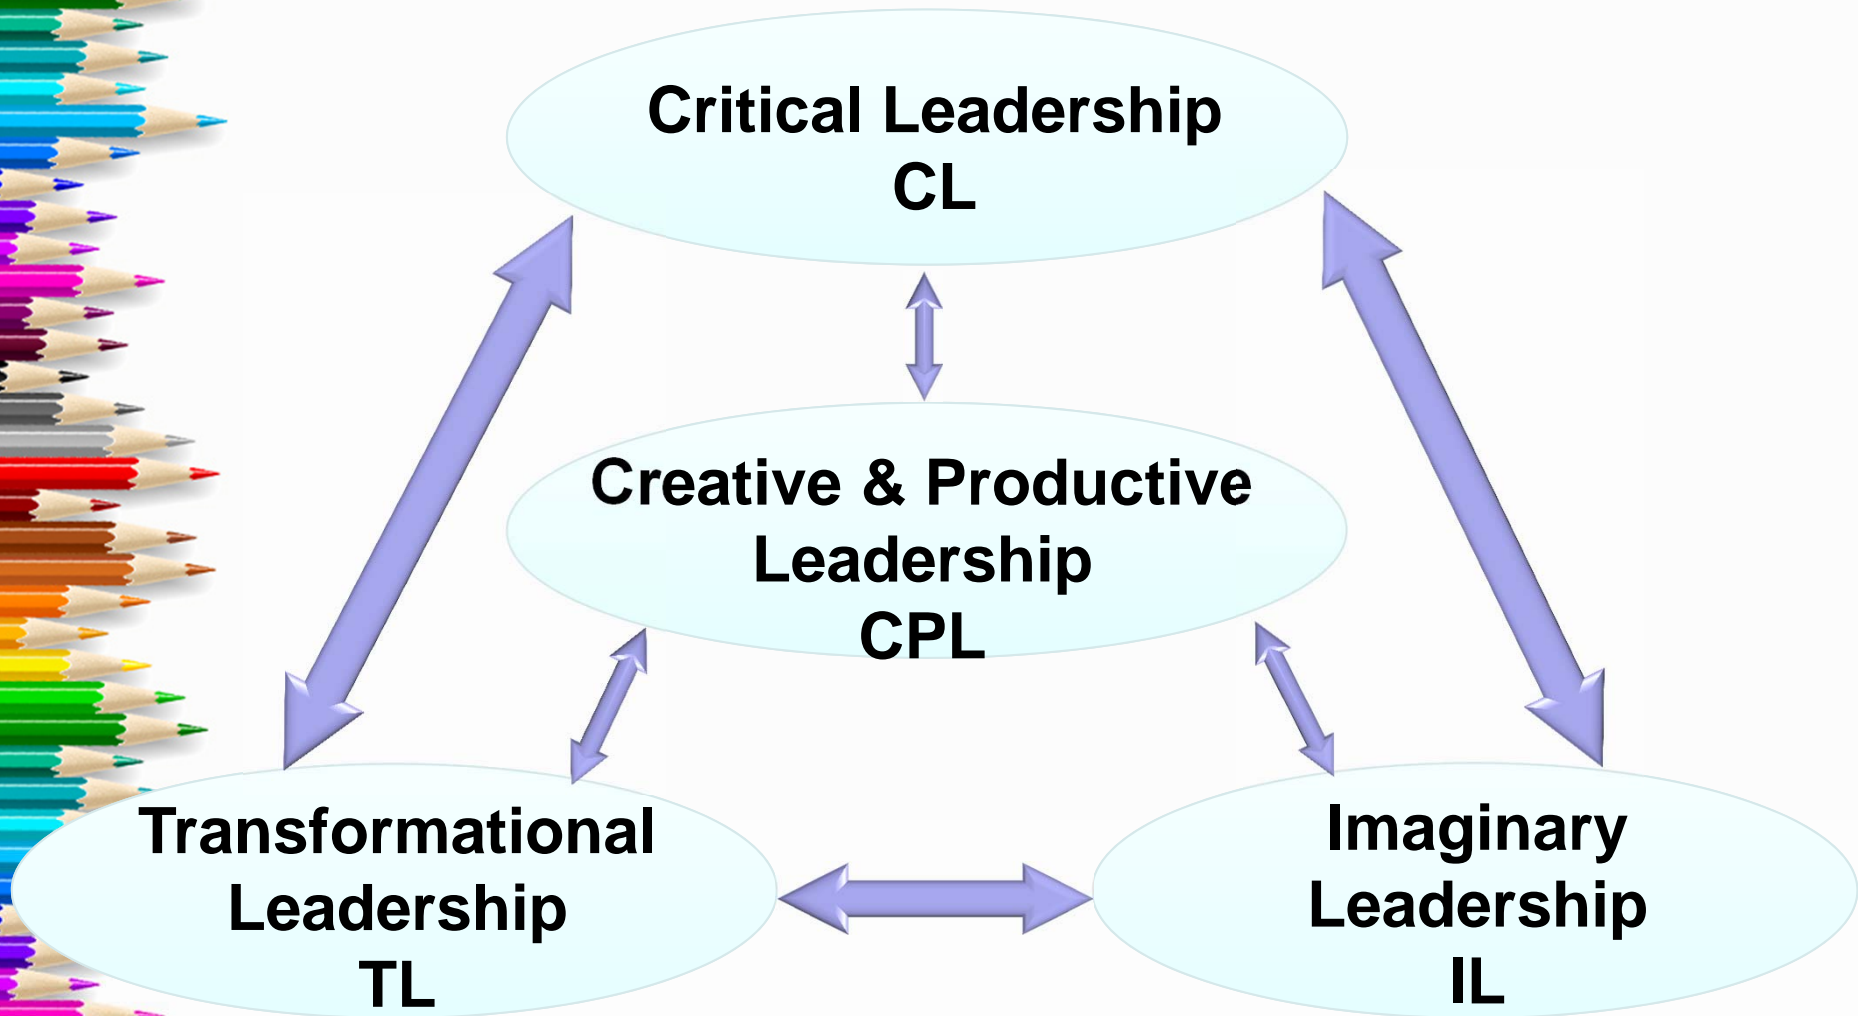 Critical Leadership
CL
Creative & Productive
Leadership
CPL
Transformational
Leadership
TL
Imaginary
Leadership
IL